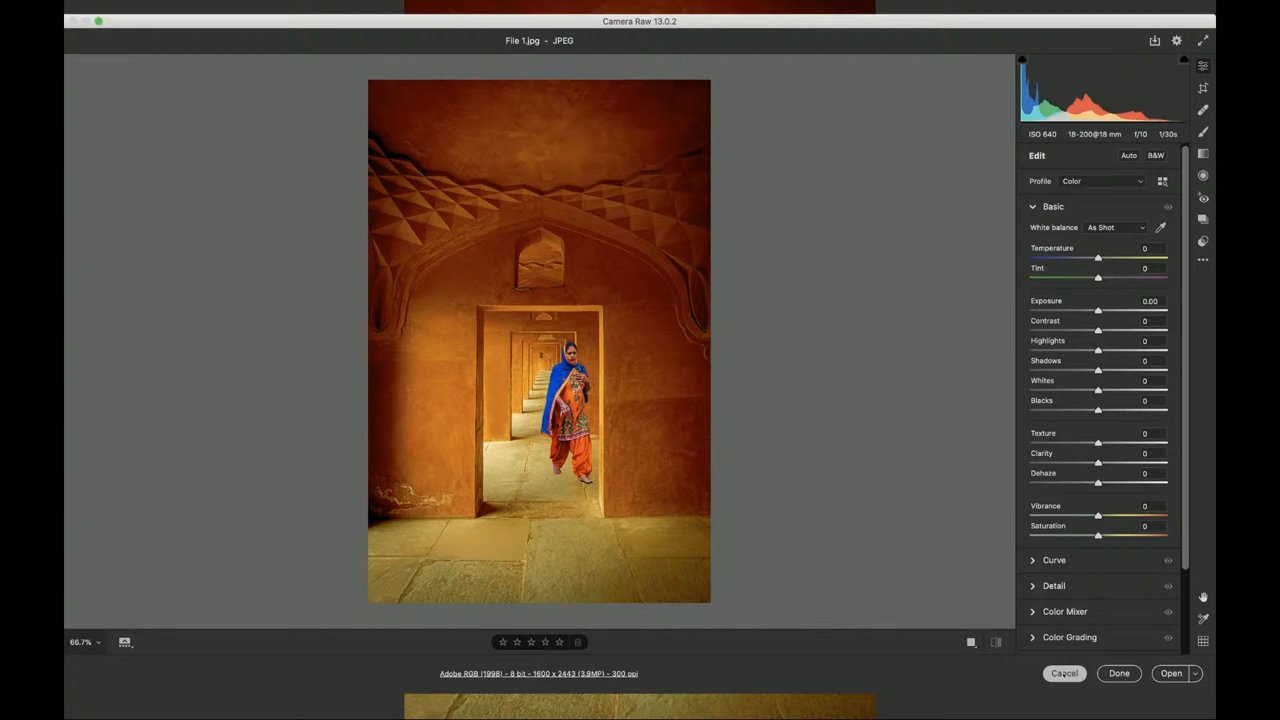 Camera Raw 13.0.2
File 1.jpg - JPEG
ISO 640 18-200@18 mm f/10 1/30s
Edit Auto B&W
Profile Color
Basic
White balance As Shot
Temperature 0
Tint 0
Exposure 0.00
Contrast 0
Highlights 0
Shadows 0
Whites 0
Blacks 0
Texture 0
Clarity 0
Dehaze 0
Vibrance 0
Saturation 0
Curve
Detail
Color Mixer
Color Grading
66.7%
Adobe RGB (1998) - 8 bit - 1600 x 2443 (3.9MP) - 300 ppi
Cancel Done Open